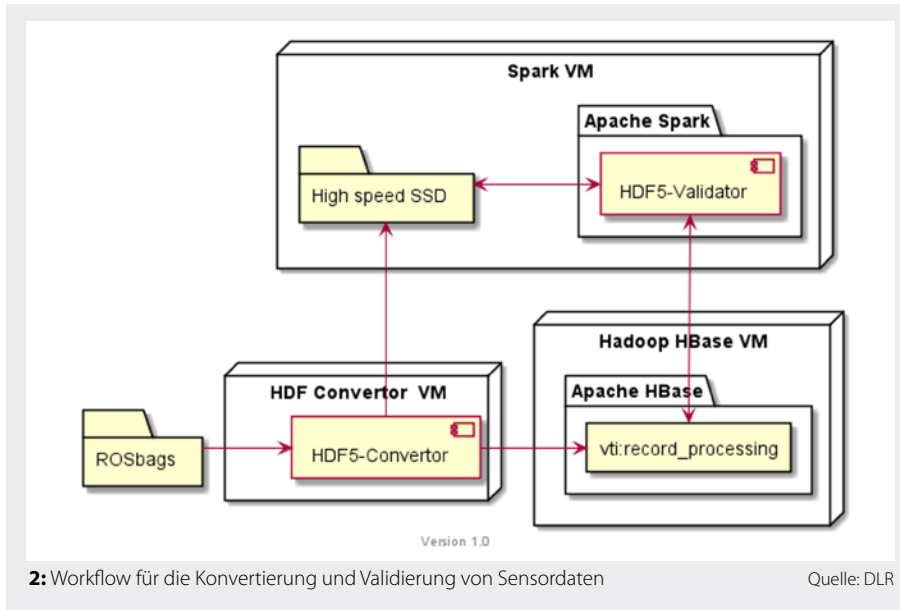 Spark VM
Apache Spark
High speed SSD
HDF5-Validator
Hadoop HBase VM
HDF Convertor VM
Apache HBase
ROSbags
HDF5-Convertor
vti:record_processing
Version 1.0
2: Workflow für die Konvertierung und Validierung von Sensordaten
Quelle: DLR